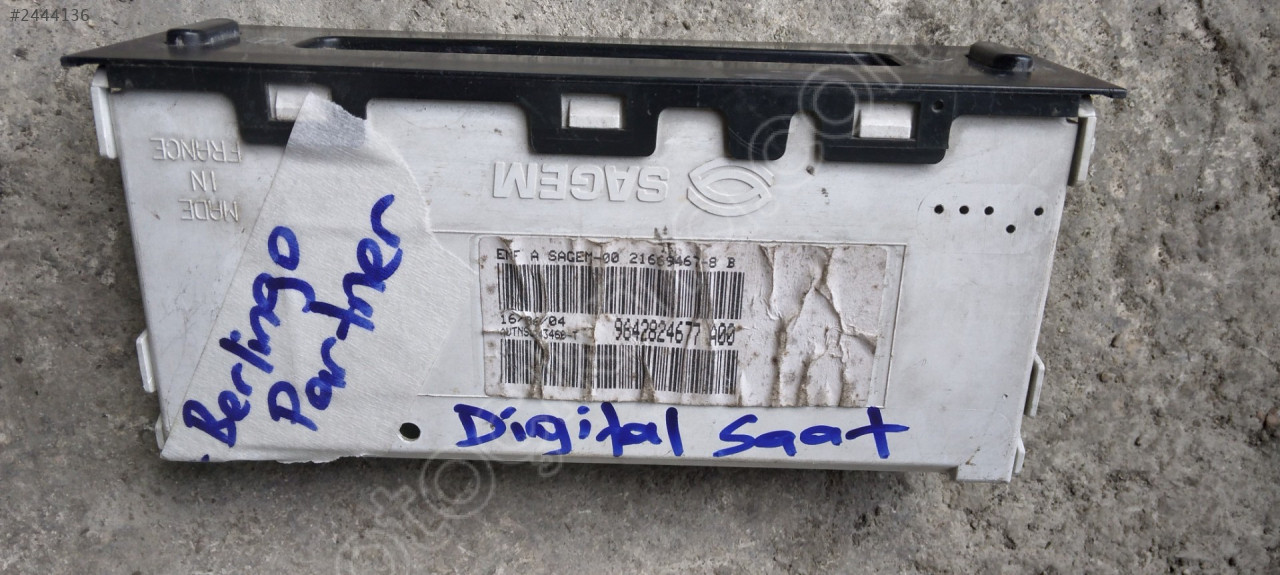 #2444136
MADE
IN
FRANCE
SAGEM
EMF A SAGEM-00 21669467-8 B
9642824677 A00
Berlingo
Partner
Digital Saat